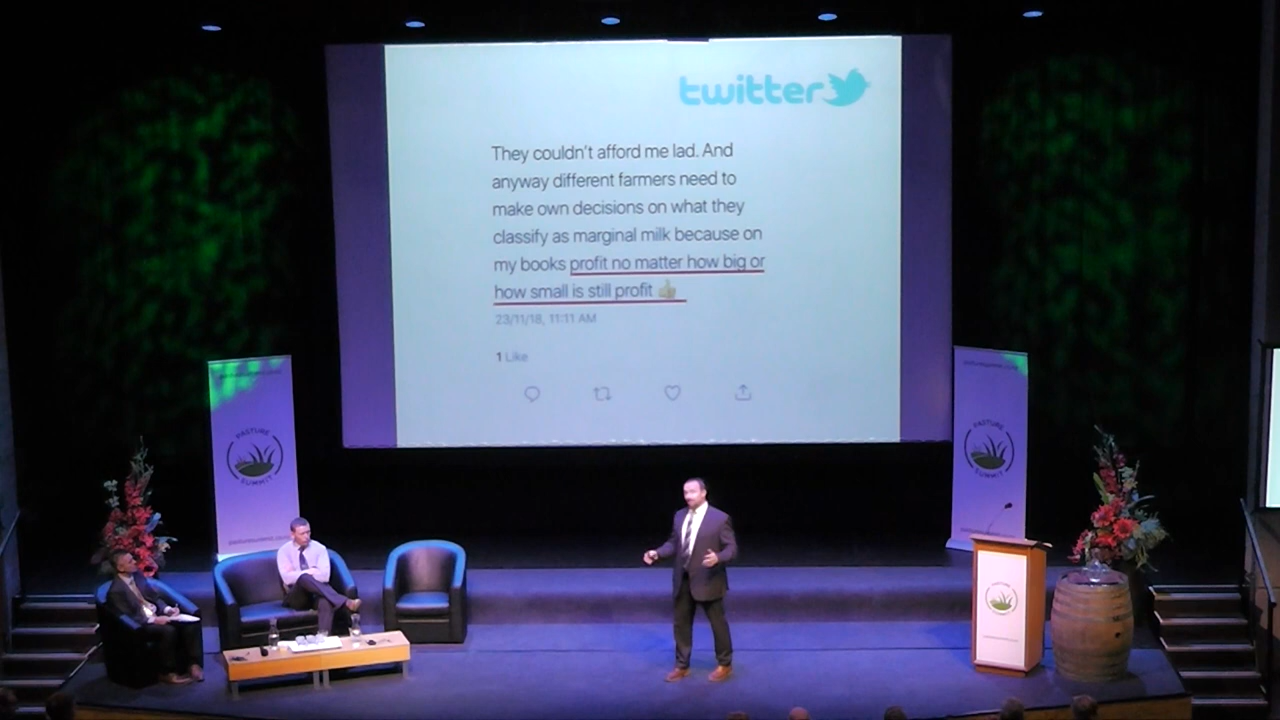 twitter
They couldn't afford me lad. And
anyway different farmers need to
make own decisions on what they
classify as marginal milk because on
my books profit no matter how big or
how small is still profit 👍
23/11/18, 11:11 AM
1 Like
PASTURE
SUMMIT
pasturesummit.com
PASTURE
SUMMIT